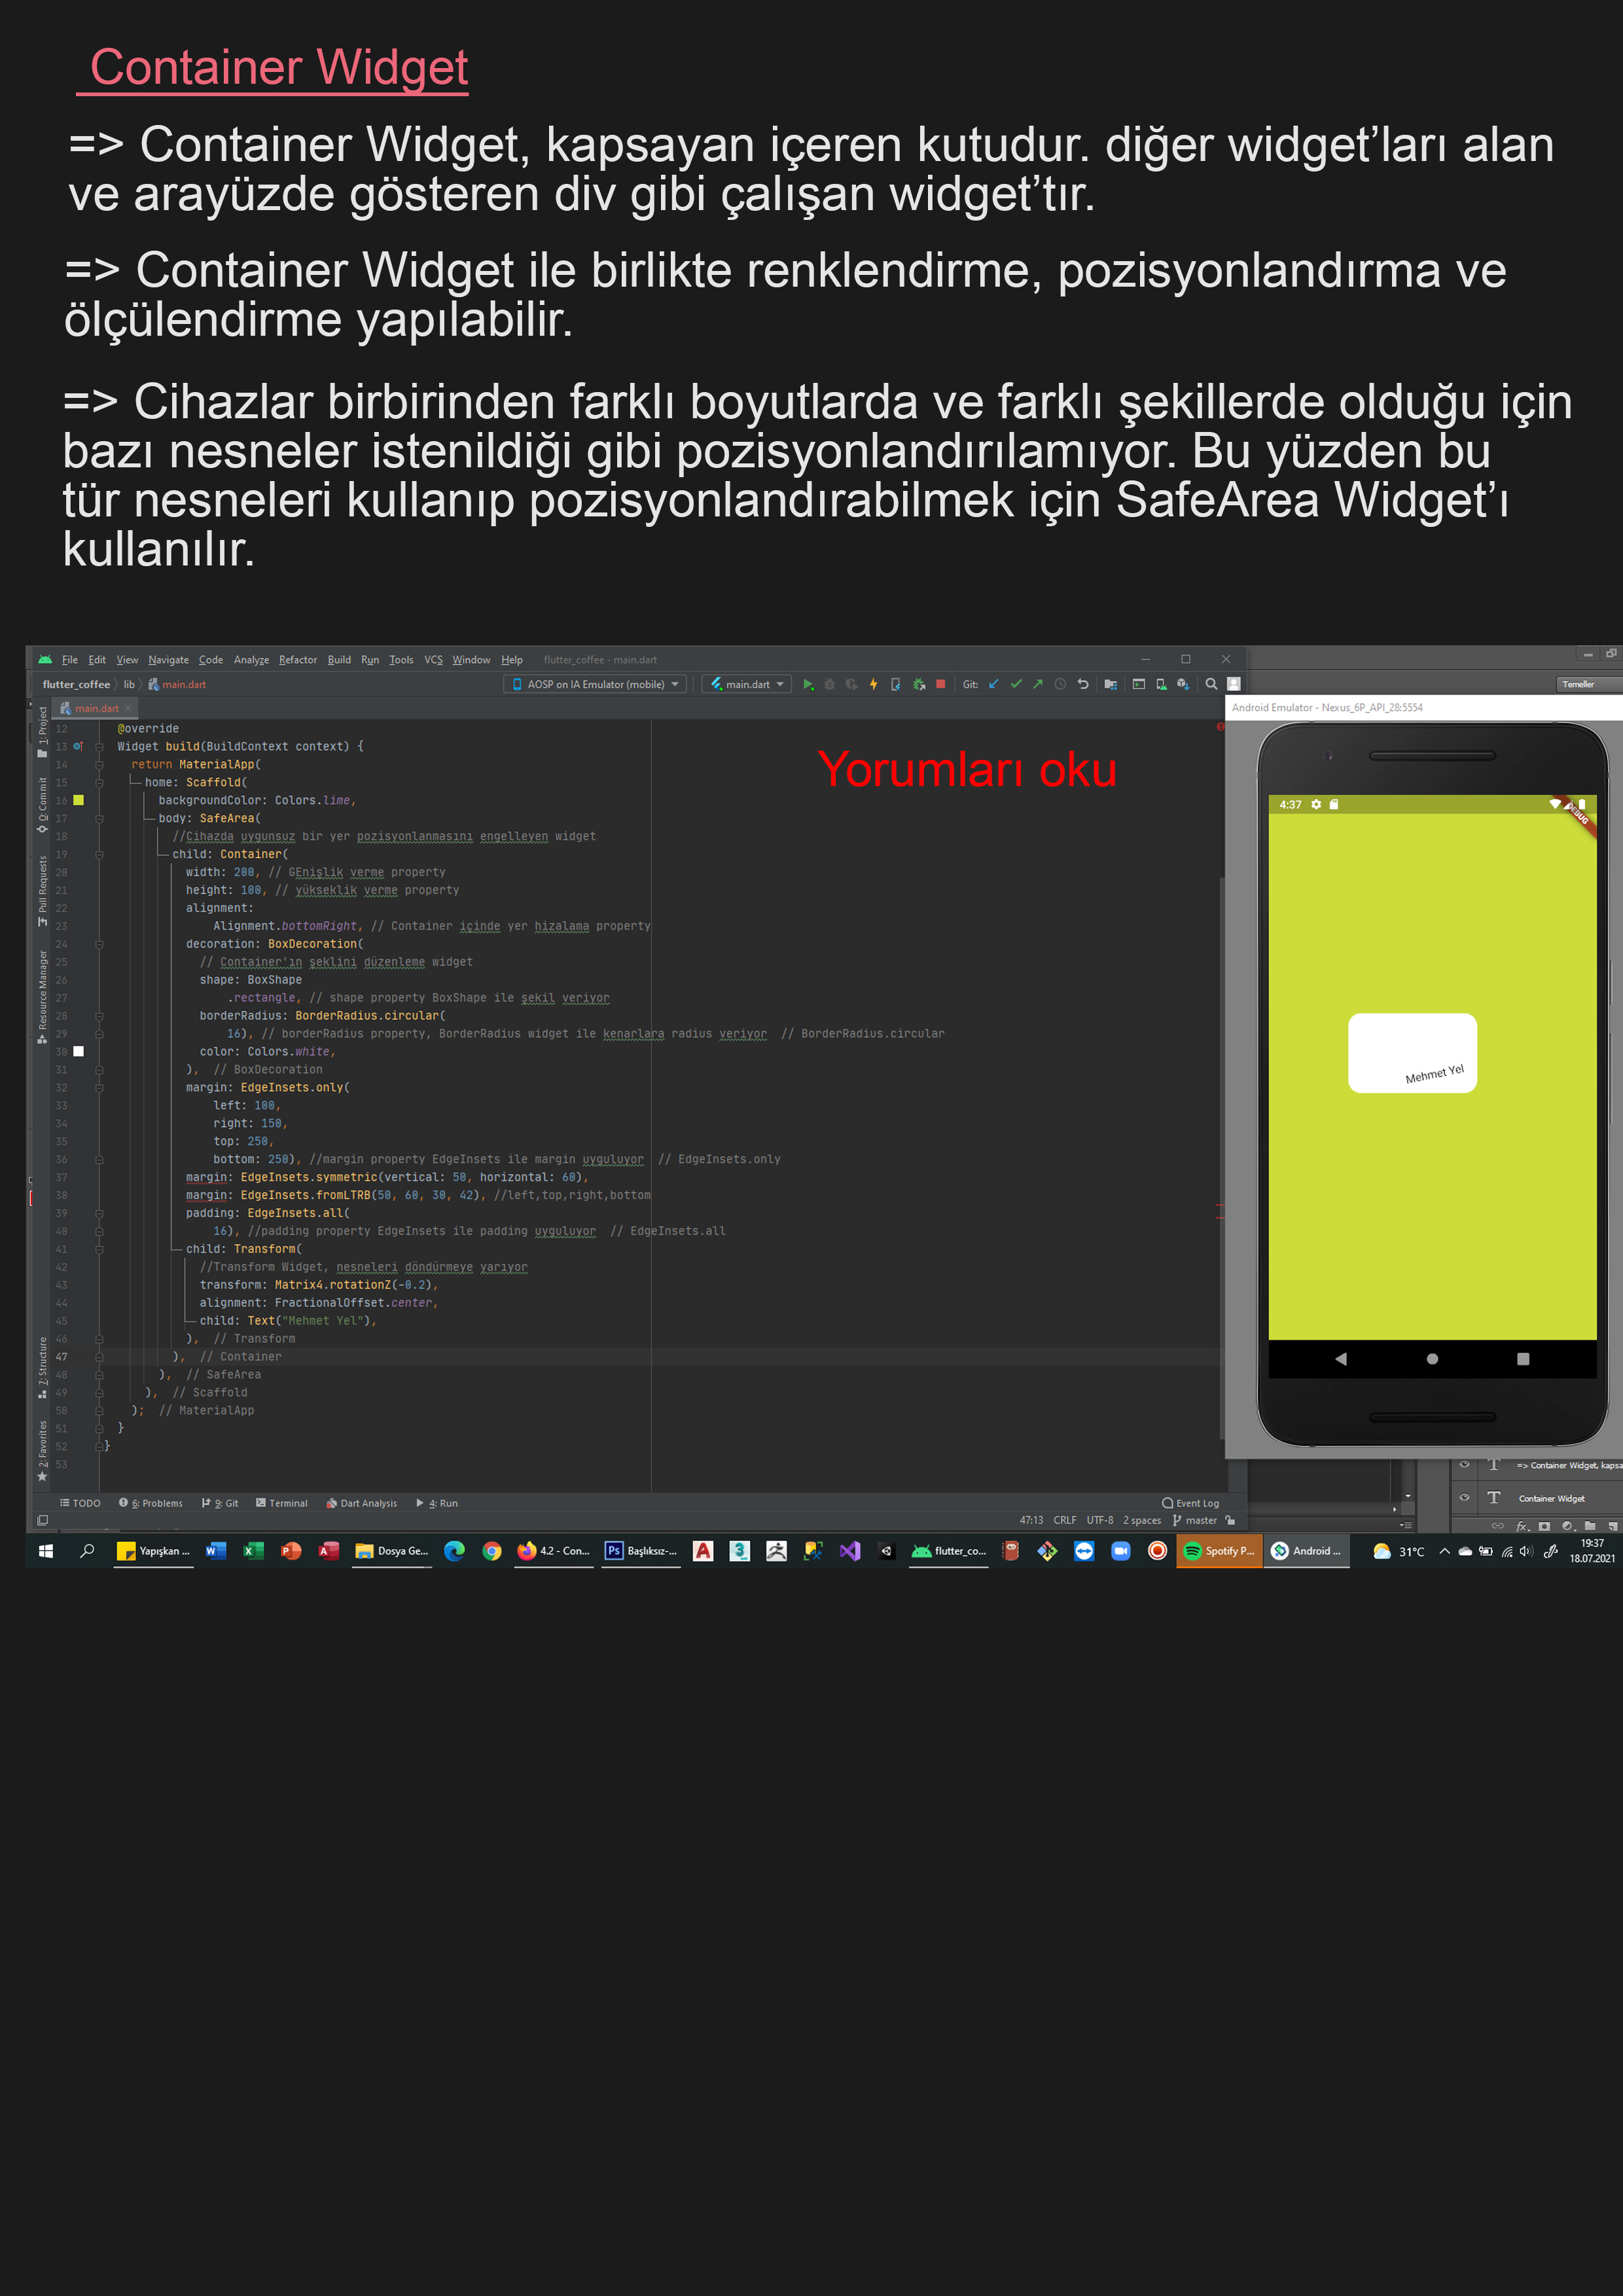 Container Widget
=> Container Widget, kapsayan içeren kutudur. diğer widget’ları alan
ve arayüzde gösteren div gibi çalışan widget’tır.
=> Container Widget ile birlikte renklendirme, pozisyonlandırma ve
ölçülendirme yapılabilir.
=> Cihazlar birbirinden farklı boyutlarda ve farklı şekillerde olduğu için
bazı nesneler istenildiği gibi pozisyonlandırılamıyor. Bu yüzden bu
tür nesneleri kullanıp pozisyonlandırabilmek için SafeArea Widget’ı
kullanılır.
File Edit View Navigate Code Analyze Refactor Build Run Tools VCS Window Help flutter_coffee - main.dart
flutter_coffee lib main.dart AOSP on IA Emulator (mobile) main.dart Git:
Temeller
main.dart
Android Emulator - Nexus_6P_API_28:5554
1: Project
0: Commit
Pull Requests
Resource Manager
7: Structure
2: Favorites
Yorumları oku
12 @override
13 Widget build(BuildContext context) {
14 return MaterialApp(
15 home: Scaffold(
16 backgroundColor: Colors.lime,
17 body: SafeArea(
18 //Cihazda uygunsuz bir yer pozisyonlanmasını engelleyen widget
19 child: Container(
20 width: 200, // GEnişlik verme property
21 height: 100, // yükseklik verme property
22 alignment:
23 Alignment.bottomRight, // Container içinde yer hizalama property
24 decoration: BoxDecoration(
25 // Container'ın şeklini düzenleme widget
26 shape: BoxShape
27 .rectangle, // shape property BoxShape ile şekil veriyor
28 borderRadius: BorderRadius.circular(
29 16), // borderRadius property, BorderRadius widget ile kenarlara radius veriyor // BorderRadius.circular
30 color: Colors.white,
31 ), // BoxDecoration
32 margin: EdgeInsets.only(
33 left: 100,
34 right: 150,
35 top: 250,
36 bottom: 250), //margin property EdgeInsets ile margin uyguluyor // EdgeInsets.only
37 margin: EdgeInsets.symmetric(vertical: 50, horizontal: 60),
38 margin: EdgeInsets.fromLTRB(50, 60, 30, 42), //left,top,right,bottom
39 padding: EdgeInsets.all(
40 16), //padding property EdgeInsets ile padding uyguluyor // EdgeInsets.all
41 child: Transform(
42 //Transform Widget, nesneleri döndürmeye yarıyor
43 transform: Matrix4.rotationZ(-0.2),
44 alignment: FractionalOffset.center,
45 child: Text("Mehmet Yel"),
46 ), // Transform
47 ), // Container
48 ), // SafeArea
49 ), // Scaffold
50 ); // MaterialApp
51 }
52 }
53
4:37
DEBUG
Mehmet Yel
=> Container Widget, kapsa
Container Widget
TODO 6: Problems 9: Git Terminal Dart Analysis 4: Run Event Log
47:13 CRLF UTF-8 2 spaces master
Yapışkan ... Dosya Ge... 4.2 - Con... Başlıksız-... flutter_co... Spotify P... Android ... 31°C 19:37
18.07.2021